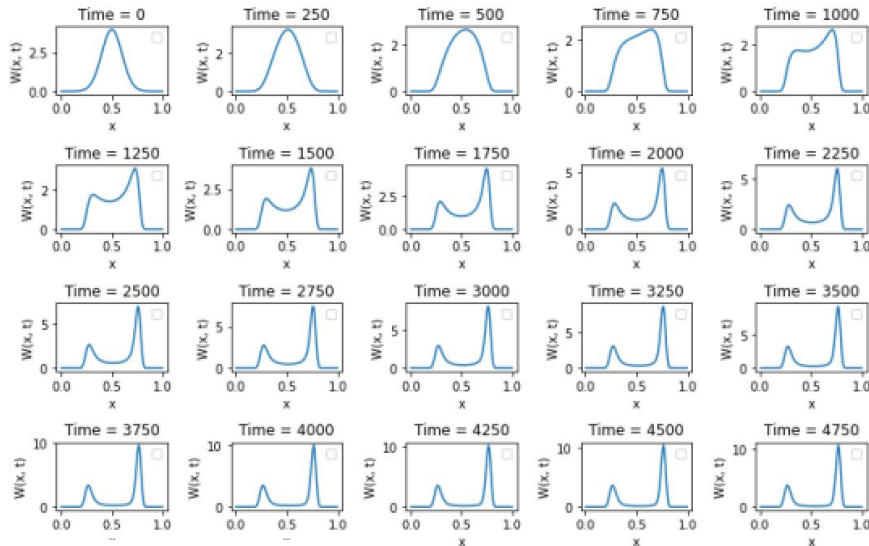 Time = 0 Time = 250 Time = 500 Time = 750 Time = 1000
W(x, t) W(x, t) W(x, t) W(x, t) W(x, t)
2.5 2 2 2 2
0.0 0 0 0 0
0.0 0.5 1.0 0.0 0.5 1.0 0.0 0.5 1.0 0.0 0.5 1.0 0.0 0.5 1.0
x x x x x
Time = 1250 Time = 1500 Time = 1750 Time = 2000 Time = 2250
W(x, t) W(x, t) W(x, t) W(x, t) W(x, t)
2 2.5 2.5 5 5
0 0.0 0.0 0 0
0.0 0.5 1.0 0.0 0.5 1.0 0.0 0.5 1.0 0.0 0.5 1.0 0.0 0.5 1.0
x x x x x
Time = 2500 Time = 2750 Time = 3000 Time = 3250 Time = 3500
W(x, t) W(x, t) W(x, t) W(x, t) W(x, t)
5 5 5 5 5
0 0 0 0 0
0.0 0.5 1.0 0.0 0.5 1.0 0.0 0.5 1.0 0.0 0.5 1.0 0.0 0.5 1.0
x x x x x
Time = 3750 Time = 4000 Time = 4250 Time = 4500 Time = 4750
W(x, t) W(x, t) W(x, t) W(x, t) W(x, t)
10 10 10 10 10
0 0 0 0 0
0.0 0.5 1.0 0.0 0.5 1.0 0.0 0.5 1.0 0.0 0.5 1.0 0.0 0.5 1.0
x x x